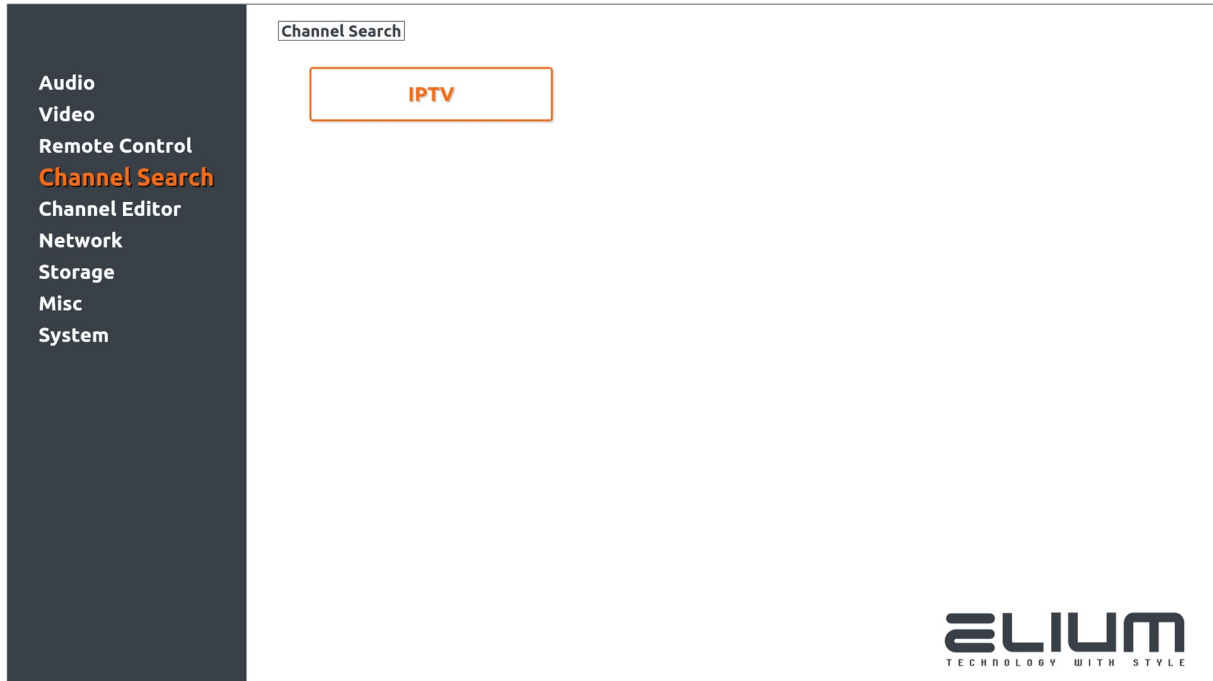 Channel Search
IPTV
Audio
Video
Remote Control
Channel Search
Channel Editor
Network
Storage
Misc
System
ELIUM
TECHNOLOGY WITH STYLE